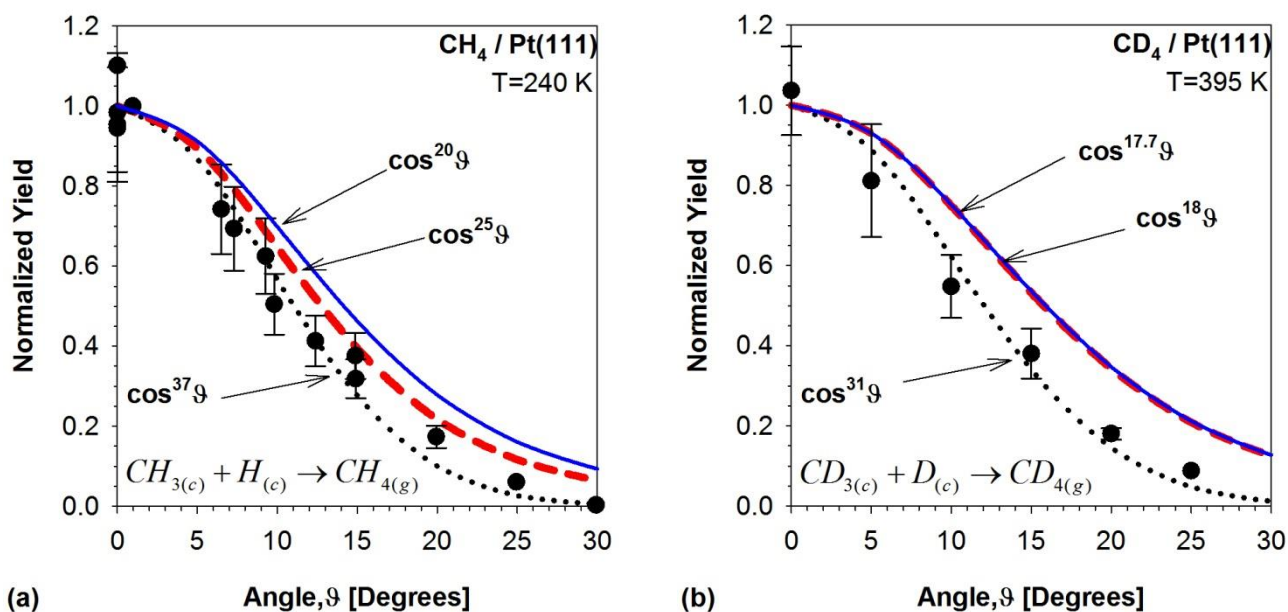 CH₄ / Pt(111)
T=240 K
cos²⁰ϑ
cos²⁵ϑ
cos³⁷ϑ
CH₃₍c₎ + H₍c₎ → CH₄₍g₎
Normalized Yield
1.2
1.0
0.8
0.6
0.4
0.2
0.0
0 5 10 15 20 25 30
(a) Angle,ϑ [Degrees]
CD₄ / Pt(111)
T=395 K
cos¹⁷·⁷ϑ
cos¹⁸ϑ
cos³¹ϑ
CD₃₍c₎ + D₍c₎ → CD₄₍g₎
Normalized Yield
1.2
1.0
0.8
0.6
0.4
0.2
0.0
0 5 10 15 20 25 30
(b) Angle,ϑ [Degrees]